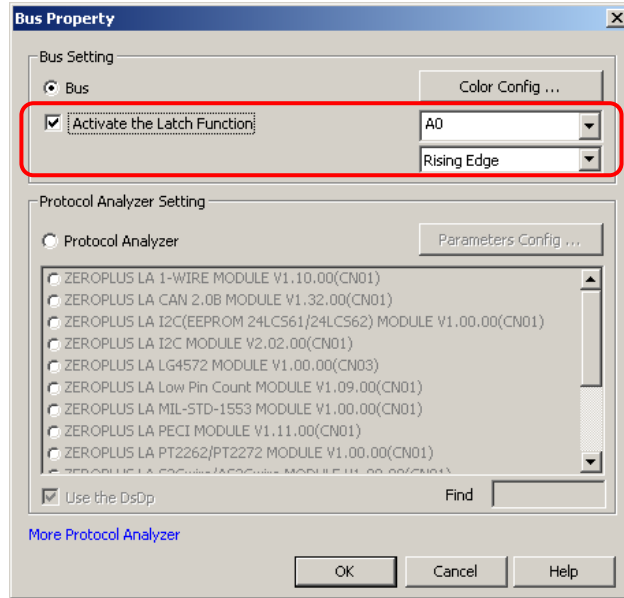 Bus Property
Bus Setting
Bus
Color Config ...
Activate the Latch Function
A0
Rising Edge
Protocol Analyzer Setting
Protocol Analyzer
Parameters Config ...
ZEROPLUS LA 1-WIRE MODULE V1.10.00(CN01)
ZEROPLUS LA CAN 2.0B MODULE V1.32.00(CN01)
ZEROPLUS LA I2C(EEPROM 24LCS61/24LCS62) MODULE V1.00.00(CN01)
ZEROPLUS LA I2C MODULE V2.02.00(CN01)
ZEROPLUS LA LG4572 MODULE V1.00.00(CN03)
ZEROPLUS LA Low Pin Count MODULE V1.09.00(CN01)
ZEROPLUS LA MIL-STD-1553 MODULE V1.00.00(CN01)
ZEROPLUS LA PECI MODULE V1.11.00(CN01)
ZEROPLUS LA PT2262/PT2272 MODULE V1.00.00(CN01)
Use the DsDp
Find
More Protocol Analyzer
OK
Cancel
Help